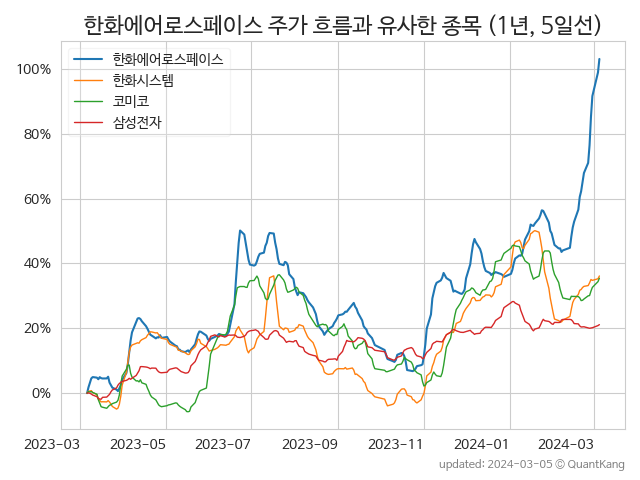 한화에어로스페이스 주가 흐름과 유사한 종목 (1년, 5일선)
한화에어로스페이스
한화시스템
코미코
삼성전자
100%
80%
60%
40%
20%
0%
2023-03 2023-05 2023-07 2023-09 2023-11 2024-01 2024-03
updated: 2024-03-05 © QuantKang